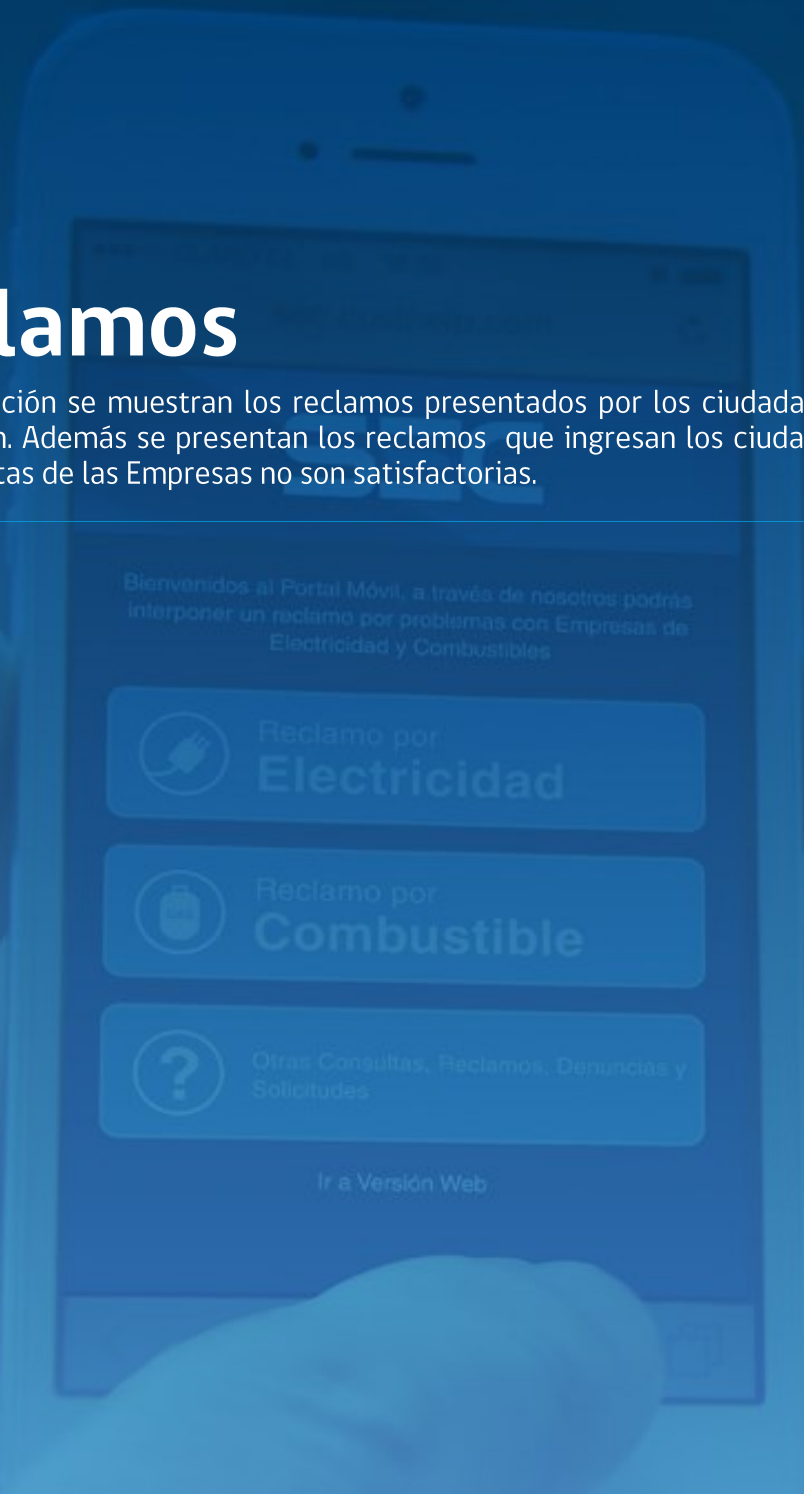 lamos
ción se muestran los reclamos presentados por los ciudada
n. Además se presentan los reclamos que ingresan los ciuda
tas de las Empresas no son satisfactorias.
SEC
Bienvenidos al Portal Móvil, a través de nosotros podrás
interponer un reclamo por problemas con Empresas de
Electricidad y Combustibles
Reclamo por
Electricidad
Reclamo por
Combustible
GAS
?
Otras Consultas, Reclamos, Denuncias y
Solicitudes
Ir a Versión Web